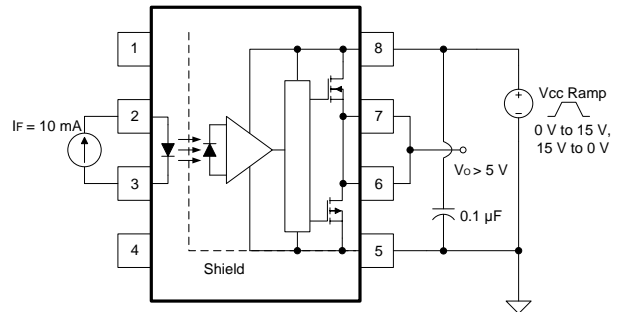 1
8
Vcc Ramp
+
−
0 V to 15 V,
15 V to 0 V
IF = 10 mA
2
7
VO > 5 V
3
6
0.1 µF
4
Shield
5